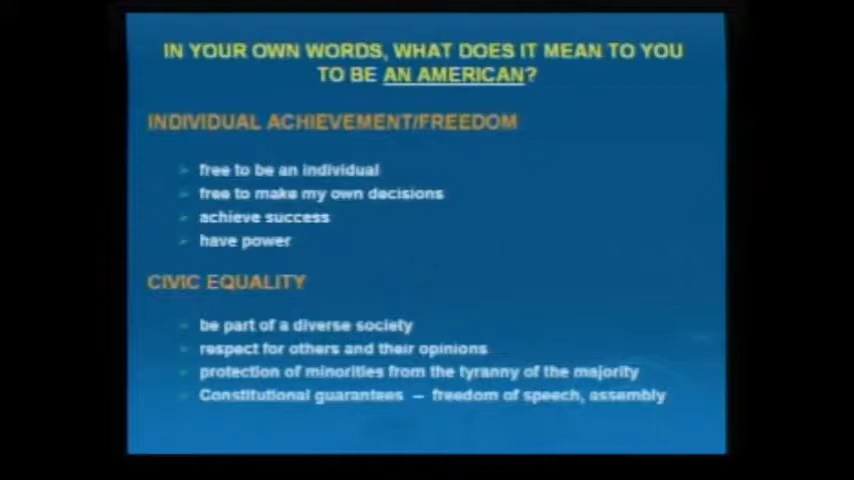 IN YOUR OWN WORDS, WHAT DOES IT MEAN TO YOU
TO BE AN AMERICAN?
INDIVIDUAL ACHIEVEMENT/FREEDOM
free to be an individual
free to make my own decisions
achieve success
have power
CIVIC EQUALITY
be part of a diverse society
respect for others and their opinions
protection of minorities from the tyranny of the majority
Constitutional guarantees – freedom of speech, assembly